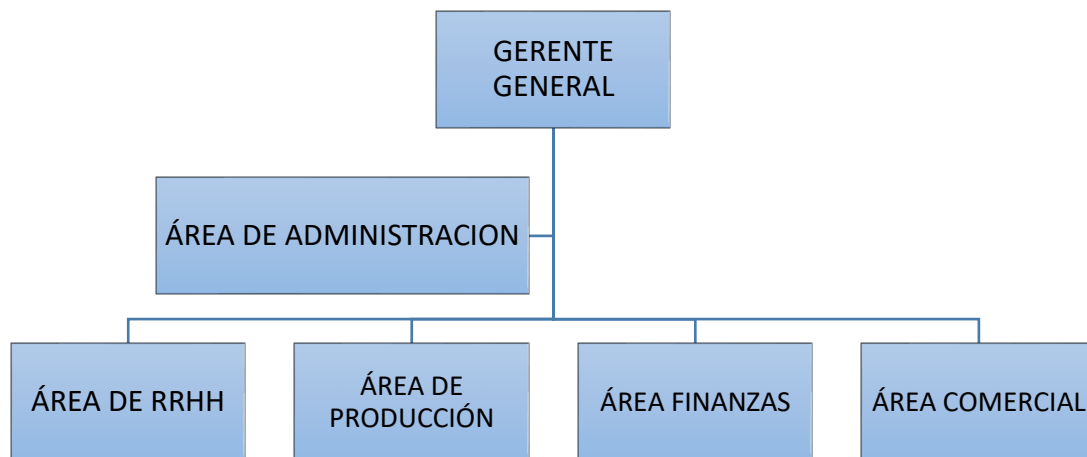 GERENTE
GENERAL
ÁREA DE ADMINISTRACION
ÁREA DE RRHH
ÁREA DE
PRODUCCIÓN
ÁREA FINANZAS
ÁREA COMERCIAL